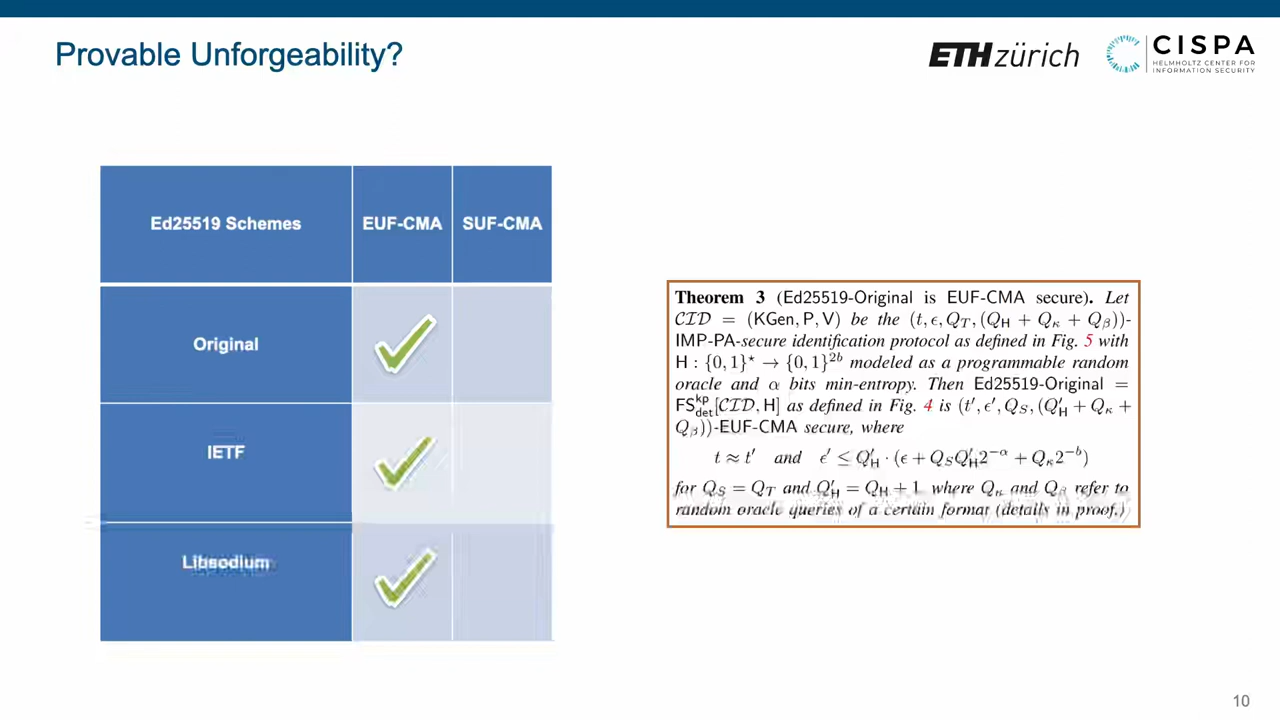 Provable Unforgeability?
ETH zürich
CISPA
HELMHOLTZ CENTER FOR
INFORMATION SECURITY
Ed25519 Schemes EUF-CMA SUF-CMA
Original
IETF
Libsodium
Theorem 3 (Ed25519-Original is EUF-CMA secure). Let
CID = (KGen, P, V) be the (t, ϵ, Q_T, (Q_H + Q_κ + Q_β))-
IMP-PA-secure identification protocol as defined in Fig. 5 with
H : {0, 1}* → {0, 1}^{2b} modeled as a programmable random
oracle and α bits min-entropy. Then Ed25519-Original =
FS^{kp}_{det}[CID, H] as defined in Fig. 4 is (t′, ϵ′, Q_S, (Q′_H + Q_κ +
Q_β))-EUF-CMA secure, where
t ≈ t′ and ϵ′ ≤ Q′_H · (ϵ + Q_S Q′_H 2^{−α} + Q_κ 2^{−b})
for Q_S = Q_T and Q′_H = Q_H + 1 where Q_κ and Q_β refer to
random oracle queries of a certain format (details in proof.)
10